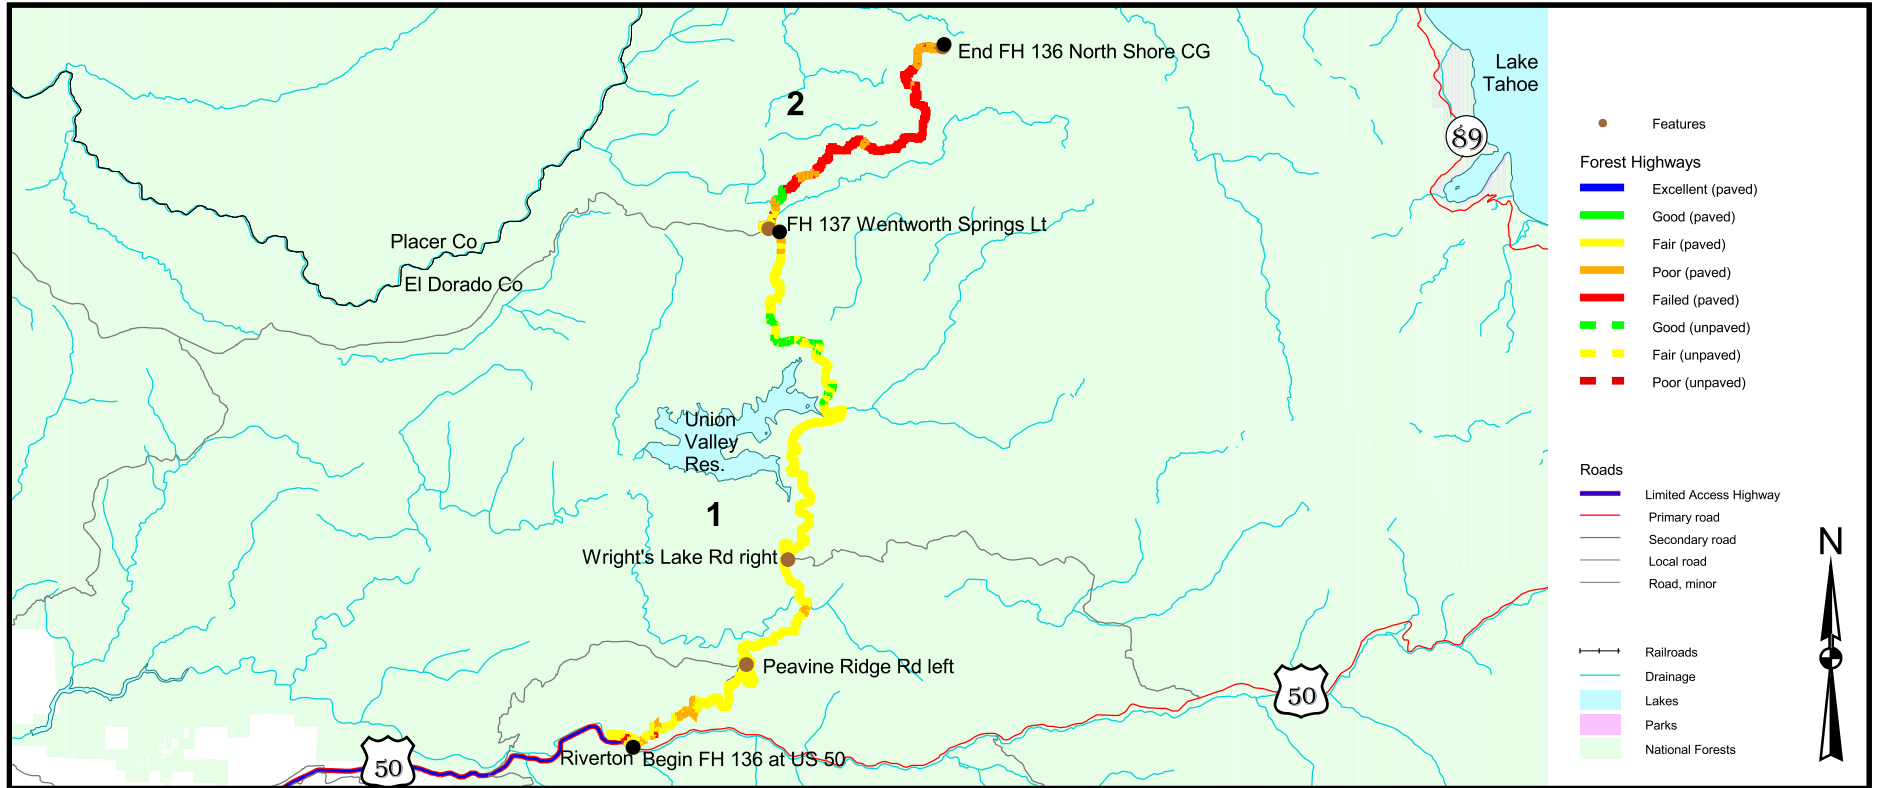 End FH 136 North Shore CG
Lake
Tahoe
2
89
FH 137 Wentworth Springs Lt
Placer Co
El Dorado Co
Union
Valley
Res.
1
Wright's Lake Rd right
Peavine Ridge Rd left
50
Riverton
Begin FH 136 at US 50
50
Features
Forest Highways
Excellent (paved)
Good (paved)
Fair (paved)
Poor (paved)
Failed (paved)
Good (unpaved)
Fair (unpaved)
Poor (unpaved)
Roads
Limited Access Highway
Primary road
Secondary road
Local road
Road, minor
Railroads
Drainage
Lakes
Parks
National Forests
N